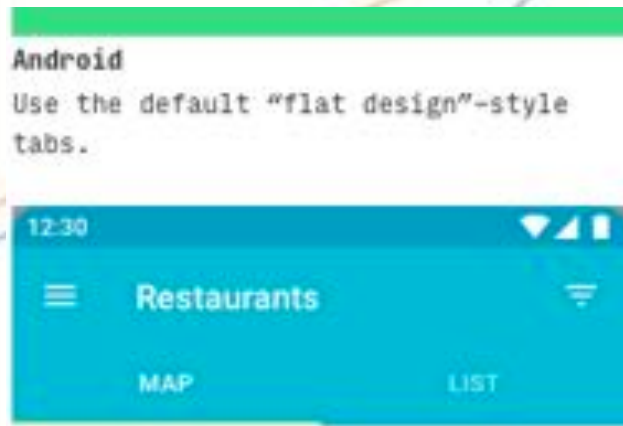 Android
Use the default “flat design”-style
tabs.
12:30
Restaurants
MAP
LIST